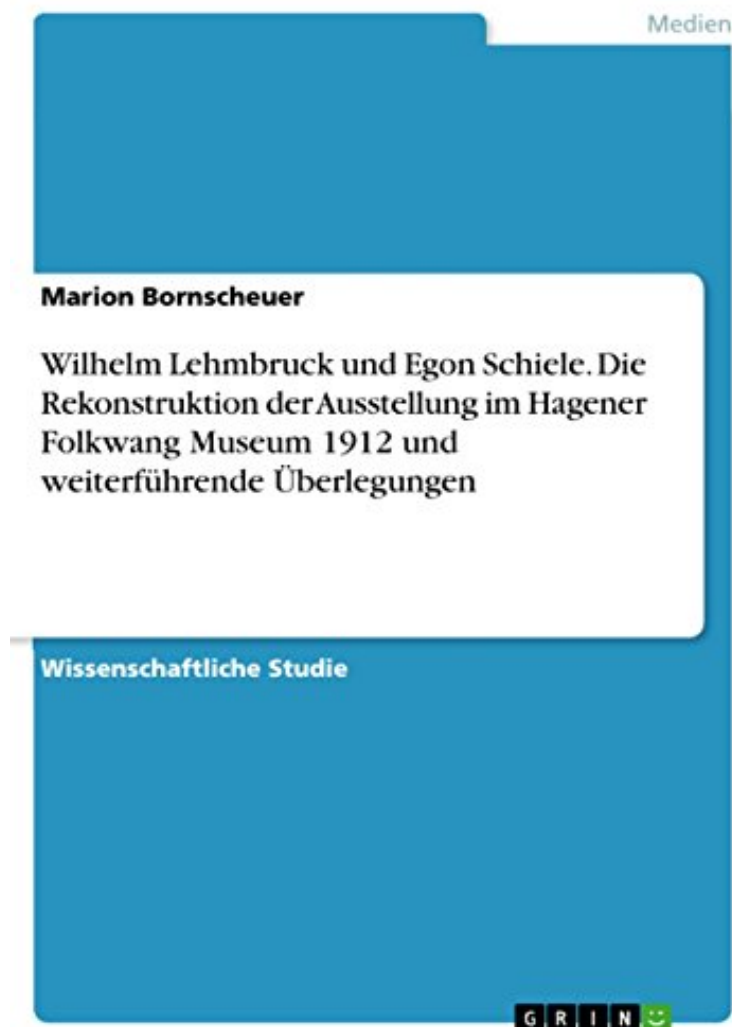 Medien
Marion Bornscheuer
Wilhelm Lehmbruck und Egon Schiele. Die
Rekonstruktion der Ausstellung im Hagener
Folkwang Museum 1912 und
weiterführende Überlegungen
Wissenschaftliche Studie
GRIN